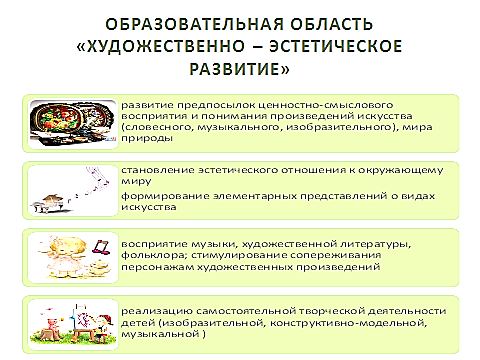 ОБРАЗОВАТЕЛЬНАЯ ОБЛАСТЬ
«ХУДОЖЕСТВЕННО – ЭСТЕТИЧЕСКОЕ
РАЗВИТИЕ»
развитие предпосылок ценностно-смыслового
восприятия и понимания произведений искусства
(словесного, музыкального, изобразительного), мира
природы
становление эстетического отношения к окружающему
миру
формирование элементарных представлений о видах
искусства
восприятие музыки, художественной литературы,
фольклора; стимулирование сопереживания
персонажам художественных произведений
реализацию самостоятельной творческой деятельности
детей (изобразительной, конструктивно-модельной,
музыкальной )